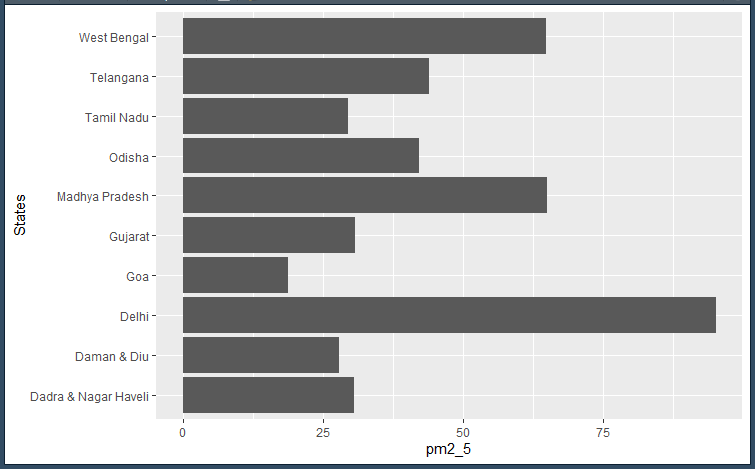 West Bengal
Telangana
Tamil Nadu
Odisha
Madhya Pradesh
Gujarat
Goa
Delhi
Daman & Diu
Dadra & Nagar Haveli
States
0 25 50 75
pm2_5